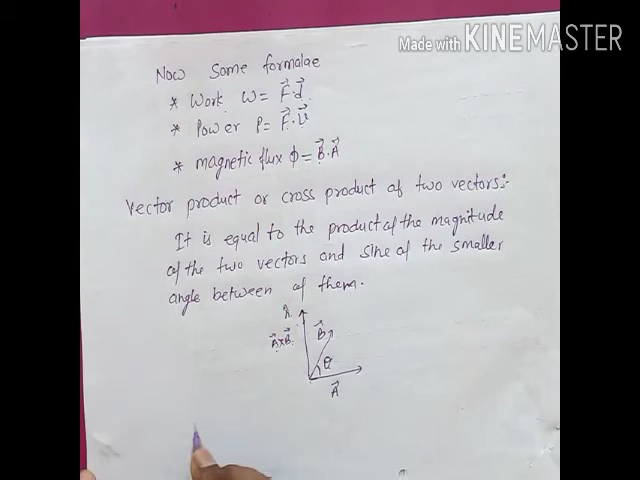 Made with KINEMASTER
Now Some formalae
* Work W = F⃗.d⃗
* Power P = F⃗.v⃗
* magnetic flux ϕ = B⃗.A⃗
Vector product or cross product of two vectors:-
It is equal to the product of the magnitude
of the two vectors and sine of the smaller
angle between of them.
n̂
A⃗×B⃗
B⃗
θ
A⃗